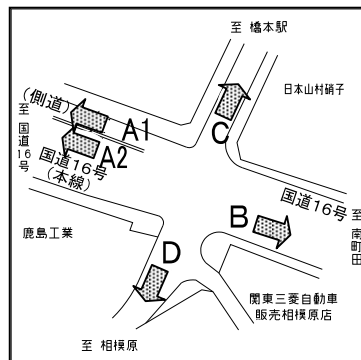 至 橋本駅
日本山村硝子
(側道)
A1
A2
C
至 国道16号
国道16号
(本線)
国道16号
B
至 南町田
鹿島工業
D
関東三菱自動車
販売相模原店
至 相模原